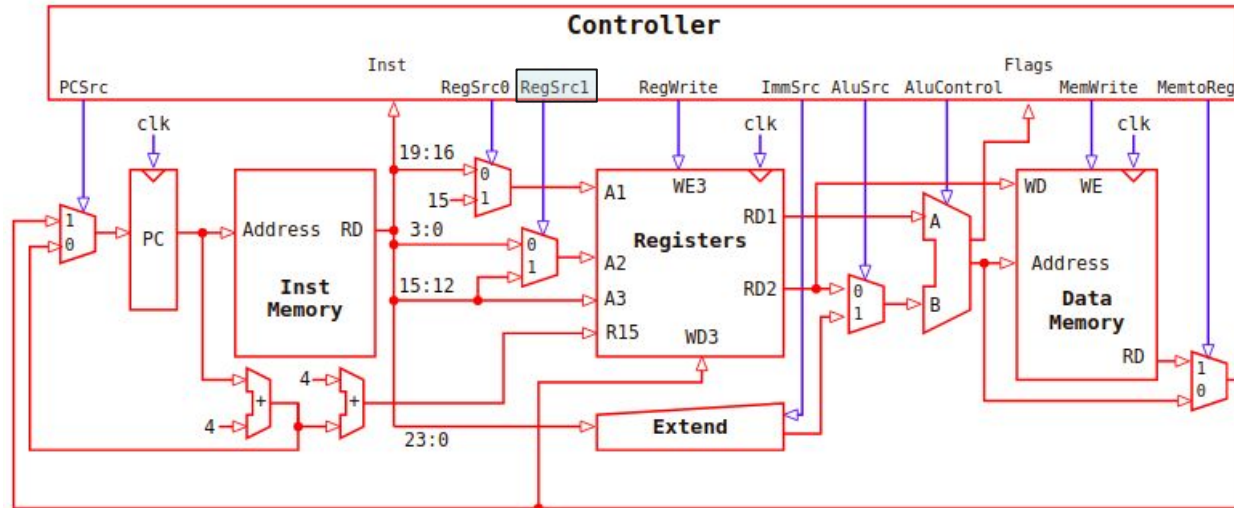 Controller
Inst Flags
PCSrc RegSrc0 RegSrc1 RegWrite ImmSrc AluSrc AluControl MemWrite MemtoReg
clk clk clk
19:16
0
1
15
A1
WE3
WD WE
1
0
PC
Address RD
3:0
0
1
A2
Registers
RD1
A
Address
Inst
Memory
15:12
A3
RD2
0
1
B
Data
Memory
R15
WD3
RD
1
0
4
+
4
4
+
23:0
Extend